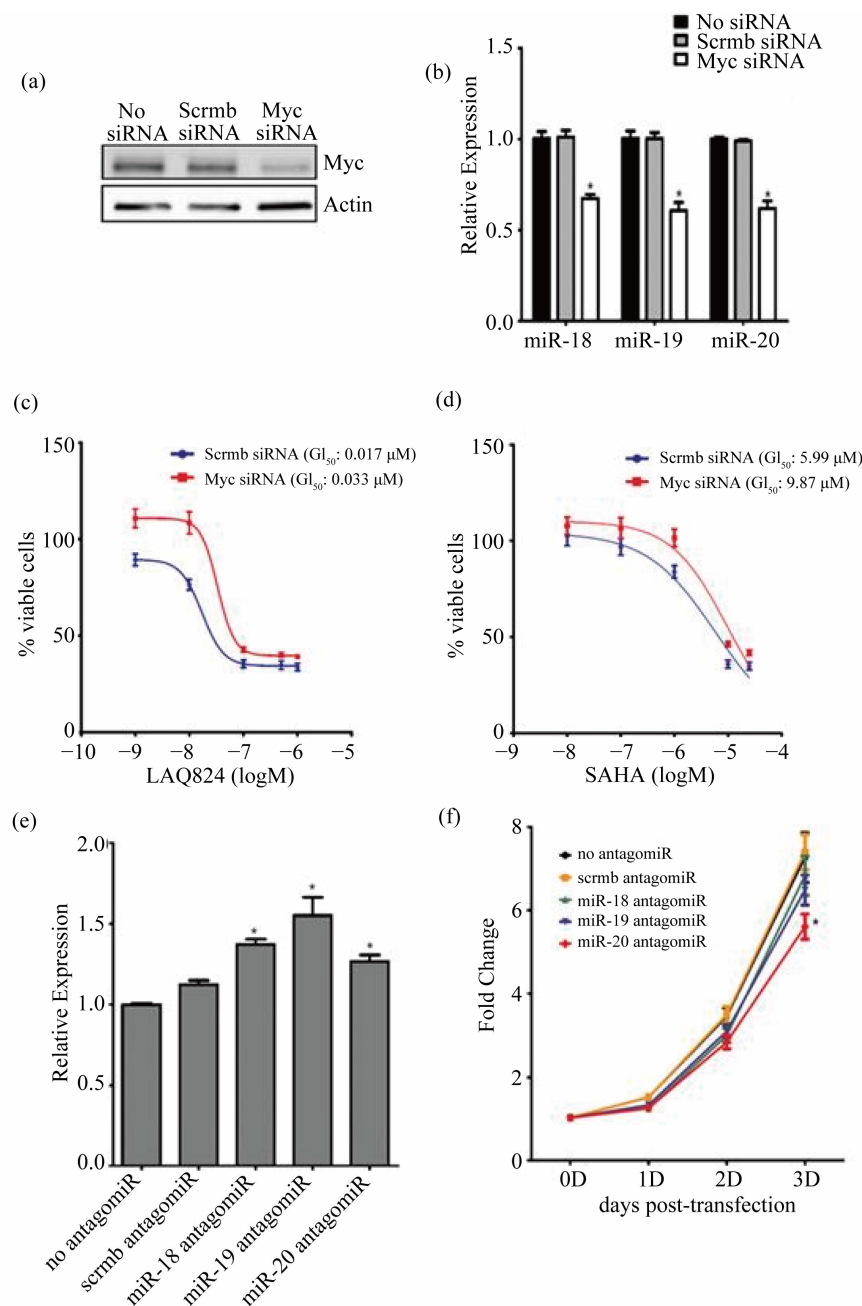 (a)
No siRNA
Scrmb siRNA
Myc siRNA
Myc
Actin
(b)
No siRNA
Scrmb siRNA
Myc siRNA
Relative Expression
1.5
1.0
0.5
0.0
* * *
miR-18 miR-19 miR-20
(c)
% viable cells
150
100
50
0
Scrmb siRNA (GI50: 0.017 μM)
Myc siRNA (GI50: 0.033 μM)
−10 −9 −8 −7 −6 −5
LAQ824 (logM)
(d)
% viable cells
150
100
50
0
Scrmb siRNA (GI50: 5.99 μM)
Myc siRNA (GI50: 9.87 μM)
−9 −8 −7 −6 −5 −4
SAHA (logM)
(e)
Relative Expression
2.0
1.5
1.0
0.5
0.0
* * *
no antagomiR
scrmb antagomiR
miR-18 antagomiR
miR-19 antagomiR
miR-20 antagomiR
(f)
Fold Change
8
6
4
2
0
no antagomiR
scrmb antagomiR
miR-18 antagomiR
miR-19 antagomiR
miR-20 antagomiR
*
0D 1D 2D 3D
days post-transfection